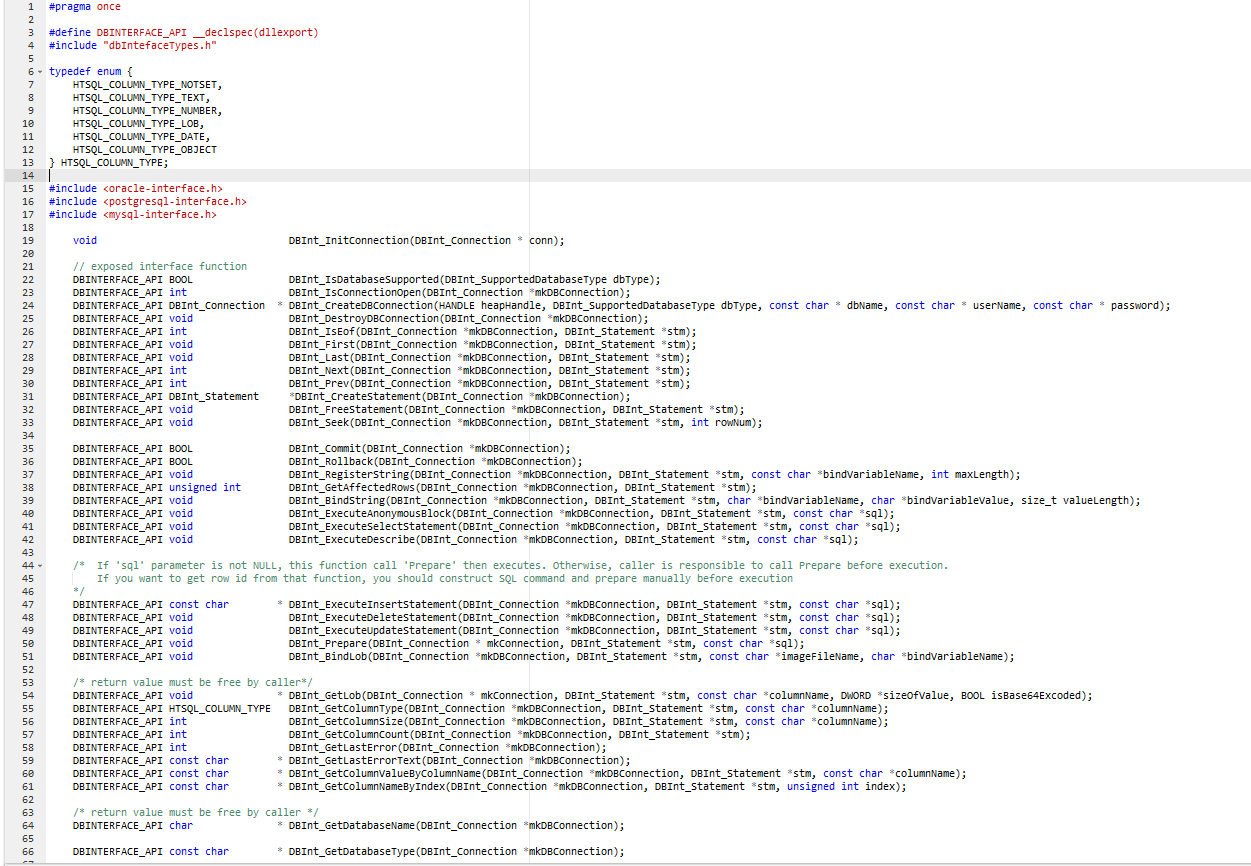 1 #pragma once
2
3 #define DBINTERFACE_API __declspec(dllexport)
4 #include "dbIntefaceTypes.h"
5
6 typedef enum {
7 HTSQL_COLUMN_TYPE_NOTSET,
8 HTSQL_COLUMN_TYPE_TEXT,
9 HTSQL_COLUMN_TYPE_NUMBER,
10 HTSQL_COLUMN_TYPE_LOB,
11 HTSQL_COLUMN_TYPE_DATE,
12 HTSQL_COLUMN_TYPE_OBJECT
13 } HTSQL_COLUMN_TYPE;
14
15 #include <oracle-interface.h>
16 #include <postgresql-interface.h>
17 #include <mysql-interface.h>
18
19 void DBInt_InitConnection(DBInt_Connection * conn);
20
21 // exposed interface function
22 DBINTERFACE_API BOOL DBInt_IsDatabaseSupported(DBInt_SupportedDatabaseType dbType);
23 DBINTERFACE_API int DBInt_IsConnectionOpen(DBInt_Connection *mkDBConnection);
24 DBINTERFACE_API DBInt_Connection * DBInt_CreateDBConnection(HANDLE heapHandle, DBInt_SupportedDatabaseType dbType, const char * dbName, const char * userName, const char * password);
25 DBINTERFACE_API void DBInt_DestroyDBConnection(DBInt_Connection *mkDBConnection);
26 DBINTERFACE_API int DBInt_IsEof(DBInt_Connection *mkDBConnection, DBInt_Statement *stm);
27 DBINTERFACE_API void DBInt_First(DBInt_Connection *mkDBConnection, DBInt_Statement *stm);
28 DBINTERFACE_API void DBInt_Last(DBInt_Connection *mkDBConnection, DBInt_Statement *stm);
29 DBINTERFACE_API int DBInt_Next(DBInt_Connection *mkDBConnection, DBInt_Statement *stm);
30 DBINTERFACE_API int DBInt_Prev(DBInt_Connection *mkDBConnection, DBInt_Statement *stm);
31 DBINTERFACE_API DBInt_Statement *DBInt_CreateStatement(DBInt_Connection *mkDBConnection);
32 DBINTERFACE_API void DBInt_FreeStatement(DBInt_Connection *mkDBConnection, DBInt_Statement *stm);
33 DBINTERFACE_API void DBInt_Seek(DBInt_Connection *mkDBConnection, DBInt_Statement *stm, int rowNum);
34
35 DBINTERFACE_API BOOL DBInt_Commit(DBInt_Connection *mkDBConnection);
36 DBINTERFACE_API BOOL DBInt_Rollback(DBInt_Connection *mkDBConnection);
37 DBINTERFACE_API void DBInt_RegisterString(DBInt_Connection *mkDBConnection, DBInt_Statement *stm, const char *bindVariableName, int maxLength);
38 DBINTERFACE_API unsigned int DBInt_GetAffectedRows(DBInt_Connection *mkDBConnection, DBInt_Statement *stm);
39 DBINTERFACE_API void DBInt_BindString(DBInt_Connection *mkDBConnection, DBInt_Statement *stm, char *bindVariableName, char *bindVariableValue, size_t valueLength);
40 DBINTERFACE_API void DBInt_ExecuteAnonymousBlock(DBInt_Connection *mkDBConnection, DBInt_Statement *stm, const char *sql);
41 DBINTERFACE_API void DBInt_ExecuteSelectStatement(DBInt_Connection *mkDBConnection, DBInt_Statement *stm, const char *sql);
42 DBINTERFACE_API void DBInt_ExecuteDescribe(DBInt_Connection *mkDBConnection, DBInt_Statement *stm, const char *sql);
43
44 /* If 'sql' parameter is not NULL, this function call 'Prepare' then executes. Otherwise, caller is responsible to call Prepare before execution.
45 If you want to get row id from that function, you should construct SQL command and prepare manually before execution
46 */
47 DBINTERFACE_API const char * DBInt_ExecuteInsertStatement(DBInt_Connection *mkDBConnection, DBInt_Statement *stm, const char *sql);
48 DBINTERFACE_API void DBInt_ExecuteDeleteStatement(DBInt_Connection *mkDBConnection, DBInt_Statement *stm, const char *sql);
49 DBINTERFACE_API void DBInt_ExecuteUpdateStatement(DBInt_Connection *mkDBConnection, DBInt_Statement *stm, const char *sql);
50 DBINTERFACE_API void DBInt_Prepare(DBInt_Connection * mkConnection, DBInt_Statement *stm, const char *sql);
51 DBINTERFACE_API void DBInt_BindLob(DBInt_Connection *mkDBConnection, DBInt_Statement *stm, const char *imageFileName, char *bindVariableName);
52
53 /* return value must be free by caller*/
54 DBINTERFACE_API void * DBInt_GetLob(DBInt_Connection * mkConnection, DBInt_Statement *stm, const char *columnName, DWORD *sizeOfValue, BOOL isBase64Excoded);
55 DBINTERFACE_API HTSQL_COLUMN_TYPE DBInt_GetColumnType(DBInt_Connection *mkDBConnection, DBInt_Statement *stm, const char *columnName);
56 DBINTERFACE_API int DBInt_GetColumnSize(DBInt_Connection *mkDBConnection, DBInt_Statement *stm, const char *columnName);
57 DBINTERFACE_API int DBInt_GetColumnCount(DBInt_Connection *mkDBConnection, DBInt_Statement *stm);
58 DBINTERFACE_API int DBInt_GetLastError(DBInt_Connection *mkDBConnection);
59 DBINTERFACE_API const char * DBInt_GetLastErrorText(DBInt_Connection *mkDBConnection);
60 DBINTERFACE_API const char * DBInt_GetColumnValueByColumnName(DBInt_Connection *mkDBConnection, DBInt_Statement *stm, const char *columnName);
61 DBINTERFACE_API const char * DBInt_GetColumnNameByIndex(DBInt_Connection *mkDBConnection, DBInt_Statement *stm, unsigned int index);
62
63 /* return value must be free by caller */
64 DBINTERFACE_API char * DBInt_GetDatabaseName(DBInt_Connection *mkDBConnection);
65
66 DBINTERFACE_API const char * DBInt_GetDatabaseType(DBInt_Connection *mkDBConnection);